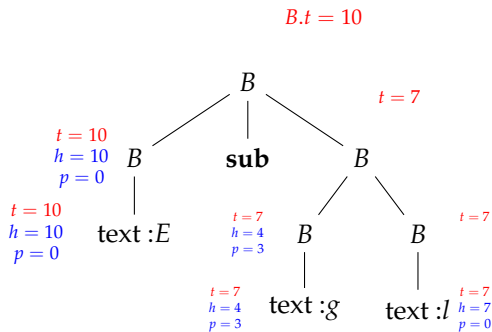 B.t = 10
B
t = 7
t = 10
h = 10
p = 0
B
sub
B
t = 10
h = 10
p = 0
text :E
t = 7
h = 4
p = 3
B
B
t = 7
t = 7
h = 4
p = 3
text :g
text :l
t = 7
h = 7
p = 0